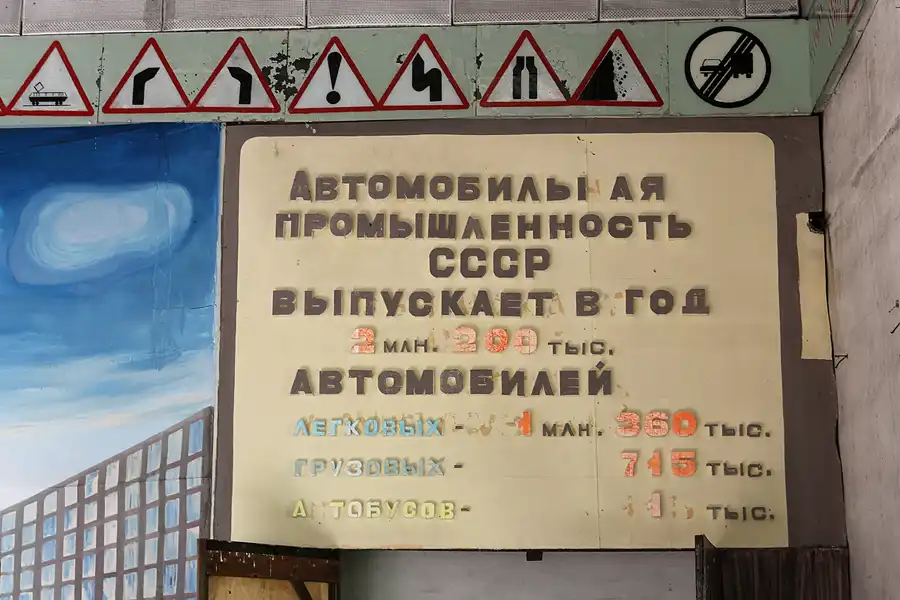 АВТОМОБИЛЬ АЯ
ПРОМЫШЛЕННОСТЬ
СССР
ВЫПУСКАЕТ В ГОД
2 МЛН. 200 ТЫС.
АВТОМОБИЛЕЙ
ЛЕГКОВЫХ - 1 МЛН. 360 ТЫС.
ГРУЗОВЫХ - 715 ТЫС.
АВТОБУСОВ - ТЫС.